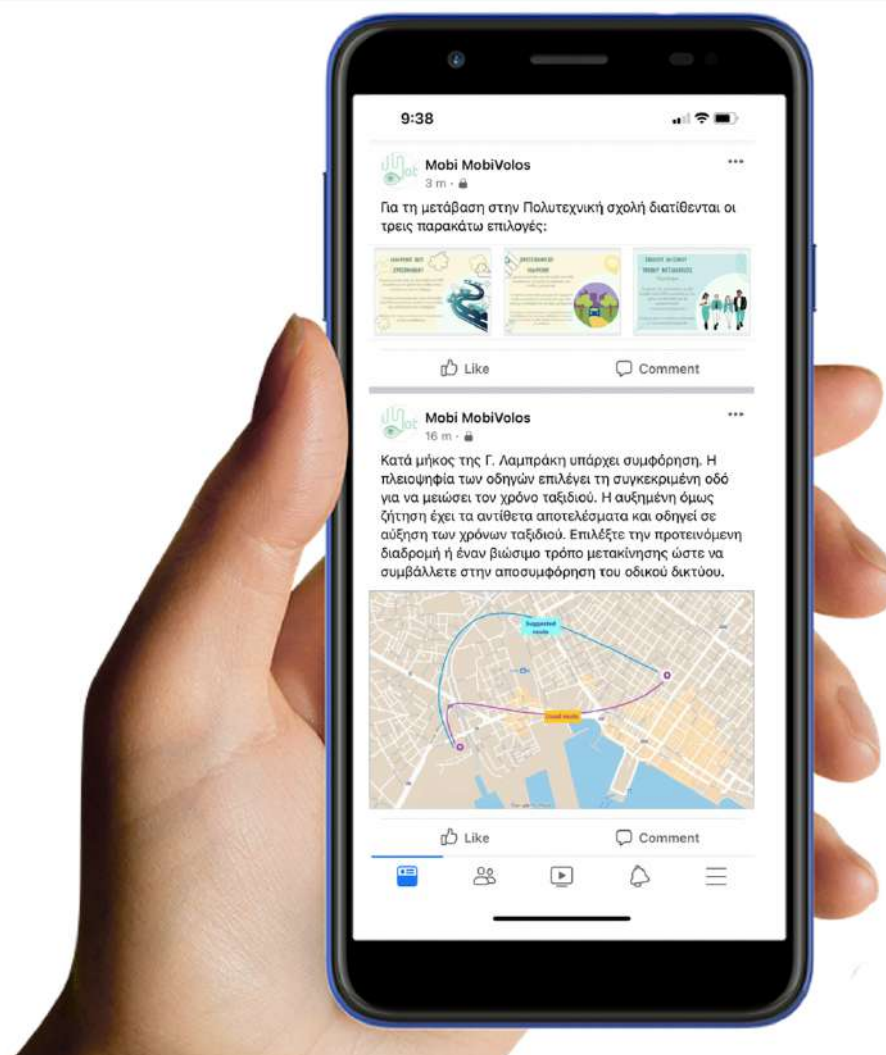 9:38
Mobi MobiVolos
3 m
Για τη μετάβαση στην Πολυτεχνική σχολή διατίθενται οι
τρεις παρακάτω επιλογές:
Like
Comment
Mobi MobiVolos
16 m
Κατά μήκος της Γ. Λαμπράκη υπάρχει συμφόρηση. Η
πλειοψηφία των οδηγών επιλέγει τη συγκεκριμένη οδό
για να μειώσει τον χρόνο ταξιδιού. Η αυξημένη όμως
ζήτηση έχει τα αντίθετα αποτελέσματα και οδηγεί σε
αύξηση των χρόνων ταξιδιού. Επιλέξτε την προτεινόμενη
διαδρομή ή έναν βιώσιμο τρόπο μετακίνησης ώστε να
συμβάλλετε στην αποσυμφόρηση του οδικού δικτύου.
Suggested
route
Usual route
Like
Comment